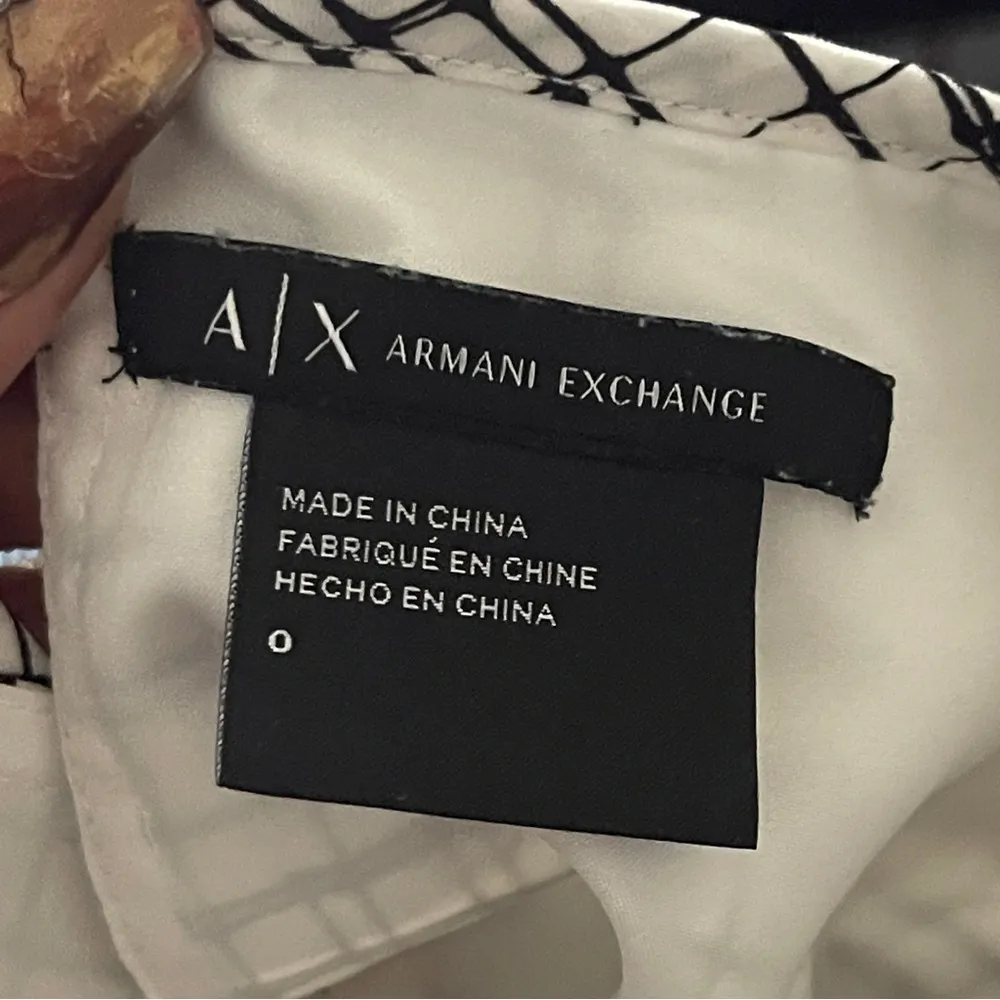 A|X ARMANI EXCHANGE
MADE IN CHINA
FABRIQUÉ EN CHINE
HECHO EN CHINA
0